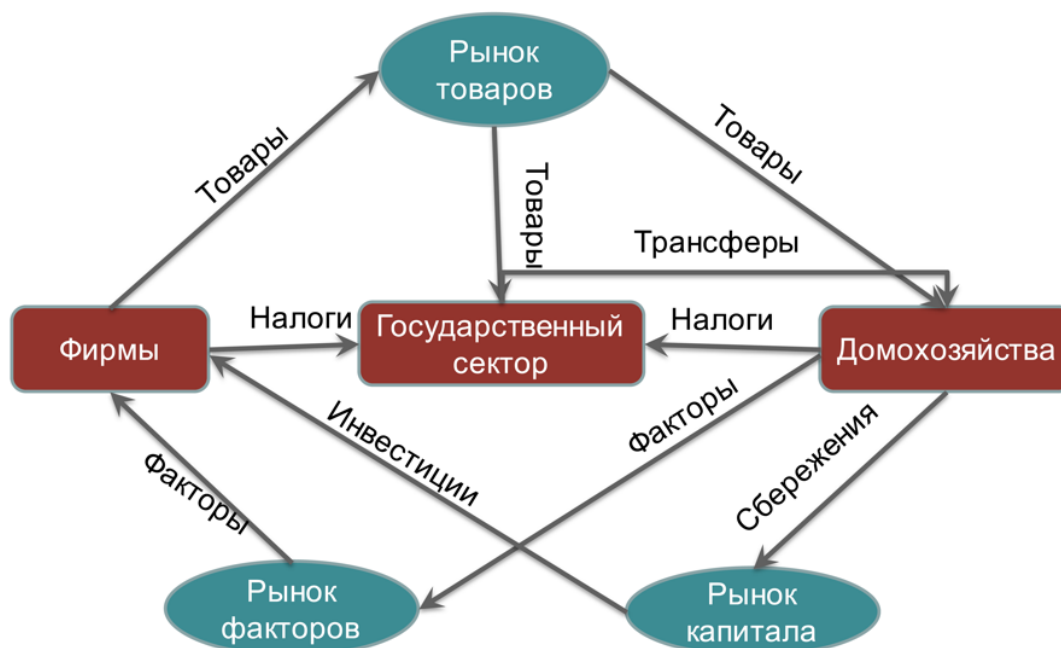 Рынок
товаров
Товары
Товары
Товары
Трансферы
Налоги
Налоги
Фирмы
Государственный
сектор
Домохозяйства
Факторы
Инвестиции
Факторы
Сбережения
Рынок
факторов
Рынок
капитала